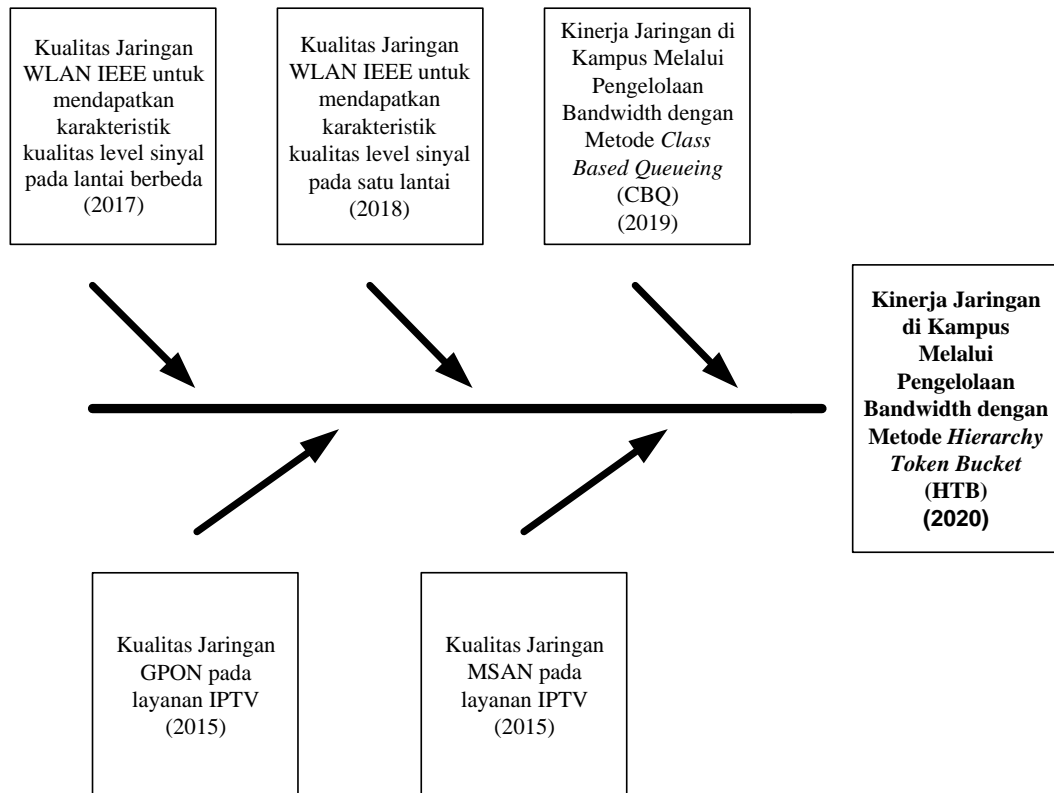 Kualitas Jaringan
WLAN IEEE untuk
mendapatkan
karakteristik
kualitas level sinyal
pada lantai berbeda
(2017)
Kualitas Jaringan
WLAN IEEE untuk
mendapatkan
karakteristik
kualitas level sinyal
pada satu lantai
(2018)
Kinerja Jaringan di
Kampus Melalui
Pengelolaan
Bandwidth dengan
Metode Class
Based Queueing
(CBQ)
(2019)
Kinerja Jaringan
di Kampus
Melalui
Pengelolaan
Bandwidth dengan
Metode Hierarchy
Token Bucket
(HTB)
(2020)
Kualitas Jaringan
GPON pada
layanan IPTV
(2015)
Kualitas Jaringan
MSAN pada
layanan IPTV
(2015)